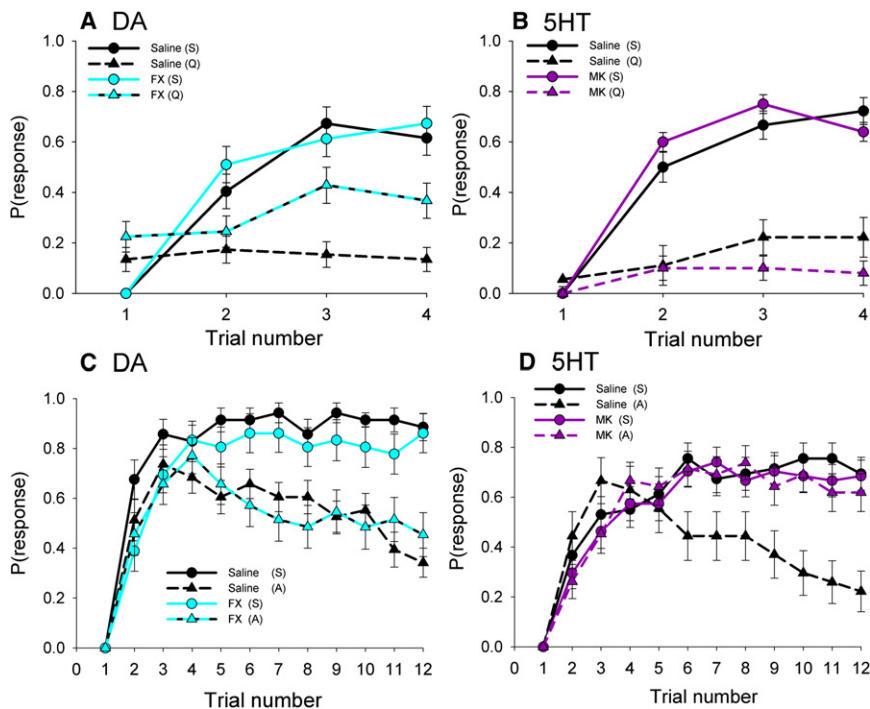 A DA
Saline (S)
Saline (Q)
FX (S)
FX (Q)
P(response)
1.0
0.8
0.6
0.4
0.2
0.0
1 2 3 4
Trial number
B 5HT
Saline (S)
Saline (Q)
MK (S)
MK (Q)
P(response)
1.0
0.8
0.6
0.4
0.2
0.0
1 2 3 4
Trial number
C DA
P(response)
1.0
0.8
0.6
0.4
0.2
0.0
Saline (S)
Saline (A)
FX (S)
FX (A)
0 1 2 3 4 5 6 7 8 9 10 11 12
Trial number
D 5HT
Saline (S)
Saline (A)
MK (S)
MK (A)
P(response)
1.0
0.8
0.6
0.4
0.2
0.0
0 1 2 3 4 5 6 7 8 9 10 11 12
Trial number